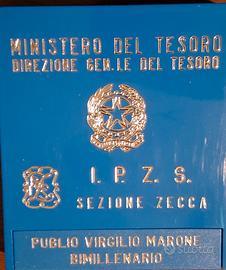 MINISTERO DEL TESORO
DIREZIONE GEN.LE DEL TESORO
I. P. Z. S.
SEZIONE ZECCA
PUBLIO VIRGILIO MARONE
BIMILLENARIO